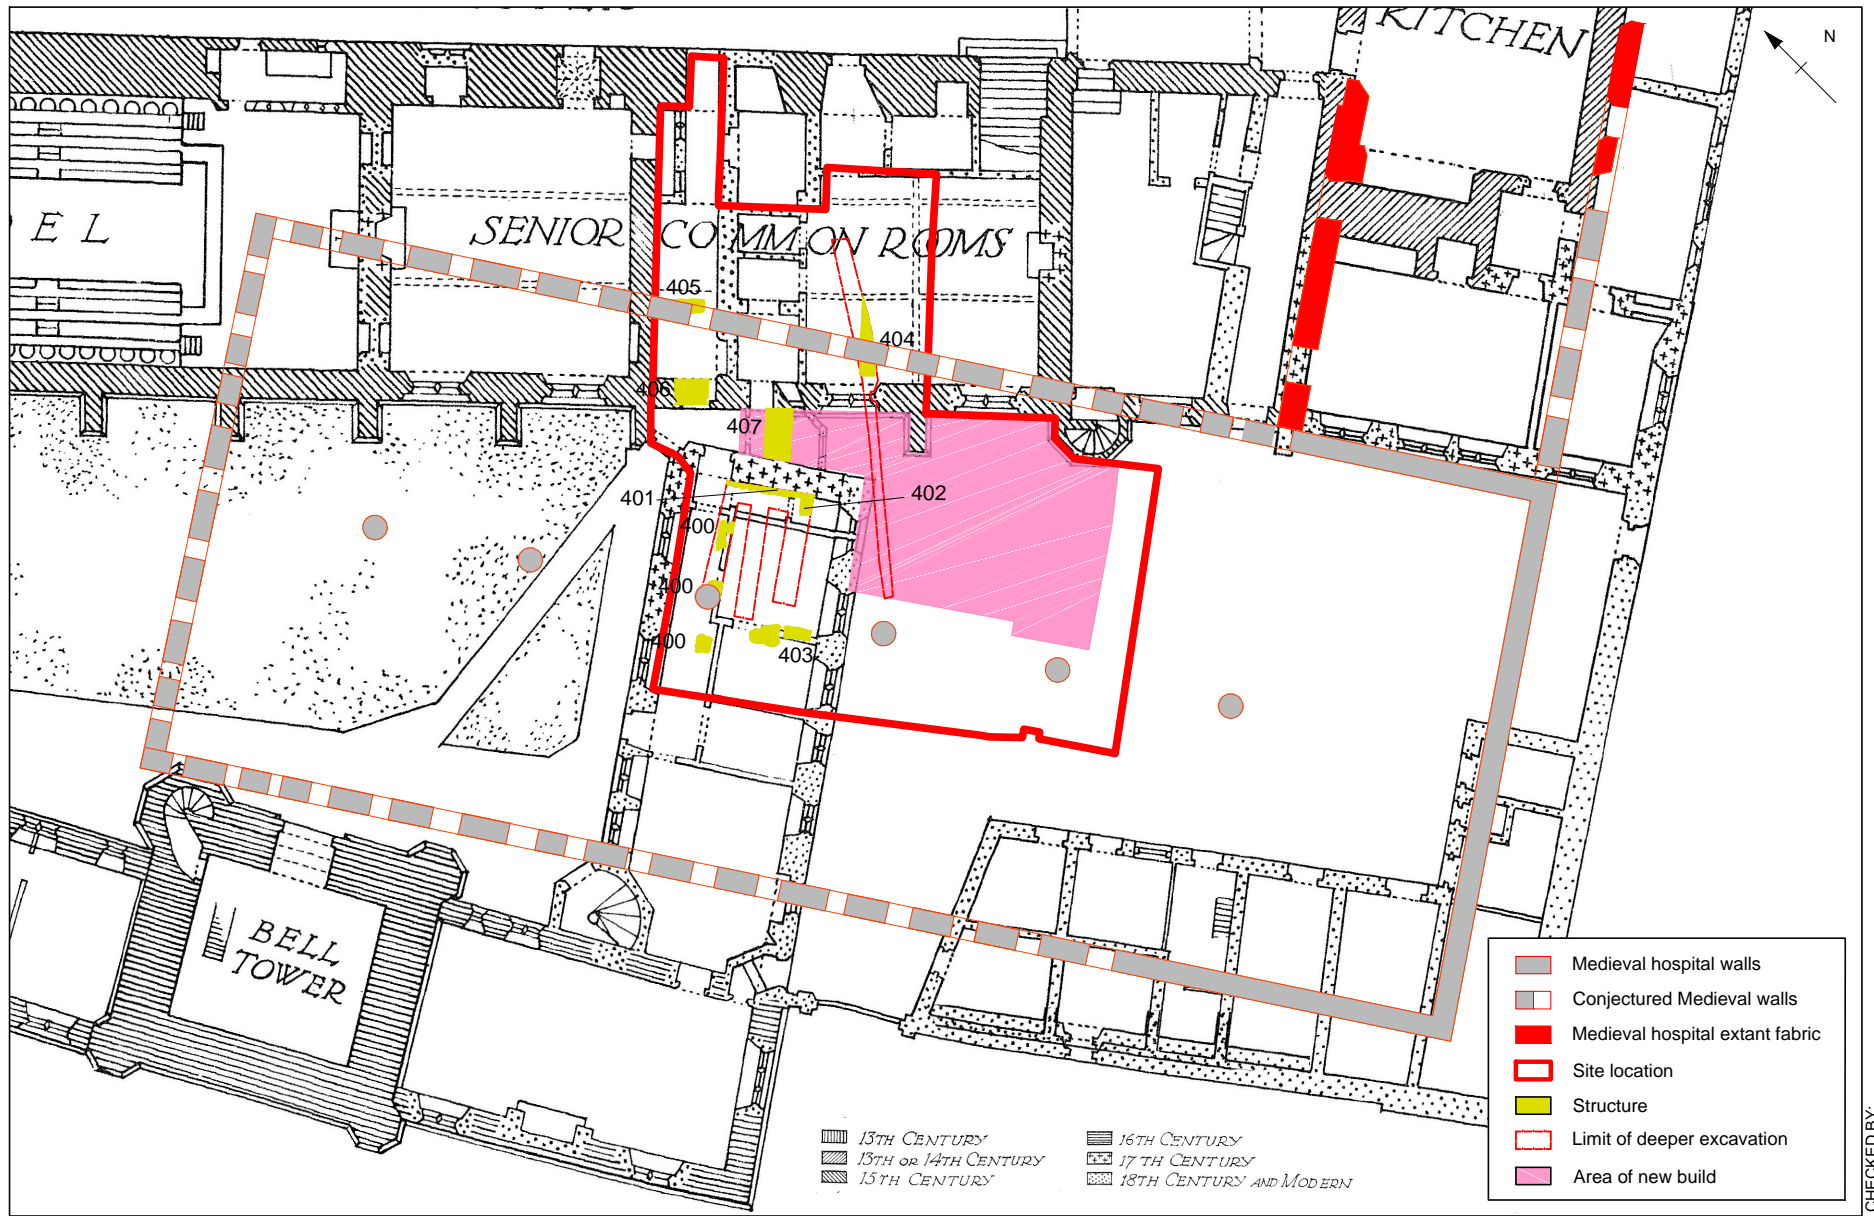 KITCHEN
N
D E L
SENIOR COMMON ROOMS
405
404
406
407
401
402
400
400
400
403
BELL
TOWER
Medieval hospital walls
Conjectured Medieval walls
Medieval hospital extant fabric
Site location
Structure
Limit of deeper excavation
Area of new build
13TH CENTURY
13TH OR 14TH CENTURY
15TH CENTURY
16TH CENTURY
17TH CENTURY
18TH CENTURY AND MODERN
CHECKED BY: